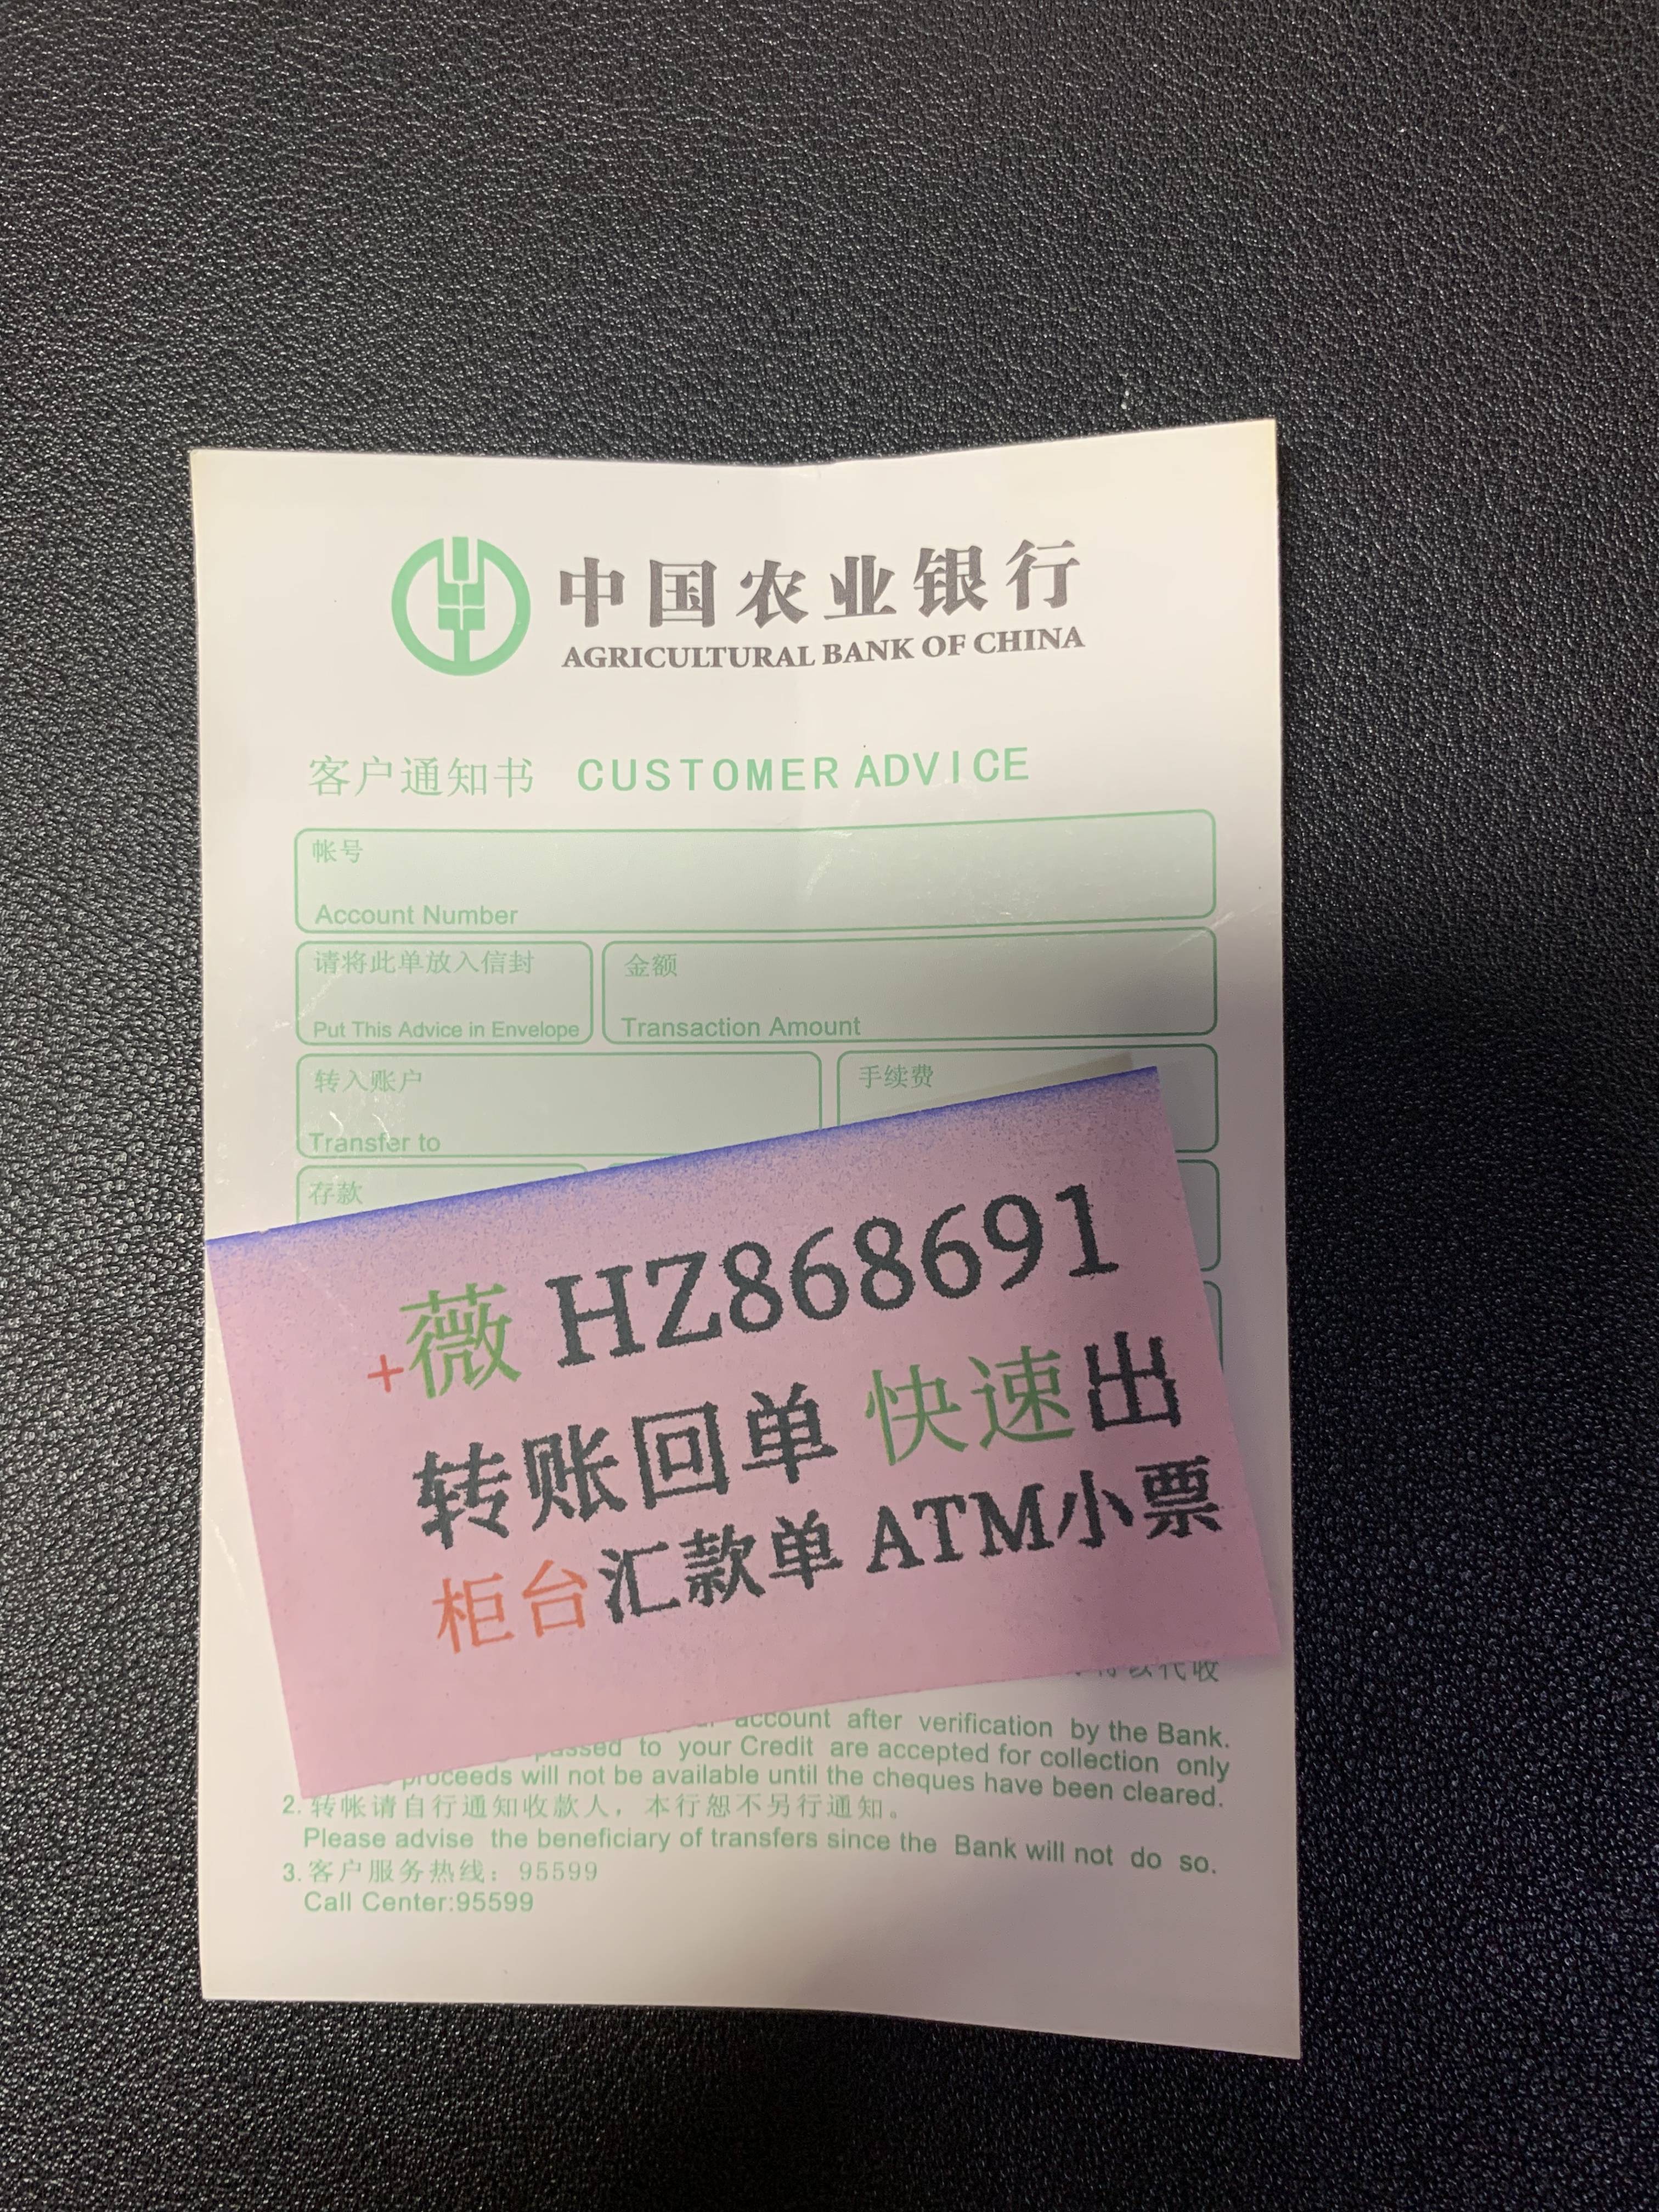 中国农业银行
AGRICULTURAL BANK OF CHINA
客户通知书 CUSTOMER ADVICE
帐号
Account Number
请将此单放入信封
Put This Advice in Envelope
金额
Transaction Amount
转入账户
Transfer to
手续费
存款
+薇 HZ868691
转账回单 快速出
柜台汇款单 ATM小票
代收
account after verification by the Bank.
passed to your Credit are accepted for collection only
proceeds will not be available until the cheques have been cleared.
2. 转帐请自行通知收款人，本行恕不另行通知。
Please advise the beneficiary of transfers since the Bank will not do so.
3. 客户服务热线：95599
Call Center:95599